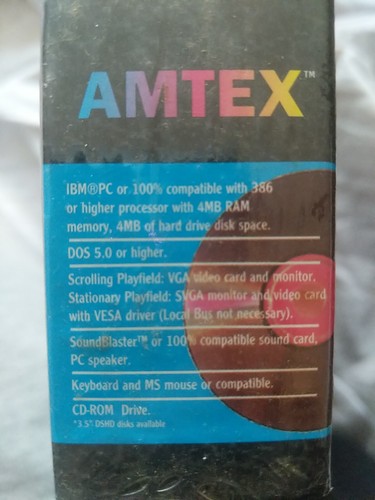 AMTEX™
IBM®PC or 100% compatible with 386
or higher processor with 4MB RAM
memory, 4MB of hard drive disk space.
DOS 5.0 or higher.
Scrolling Playfield: VGA video card and monitor.
Stationary Playfield: SVGA monitor and video card
with VESA driver (Local Bus not necessary).
SoundBlaster™ or 100% compatible sound card,
PC speaker.
Keyboard and MS mouse or compatible.
CD-ROM Drive.
*3.5" DSHD disks available